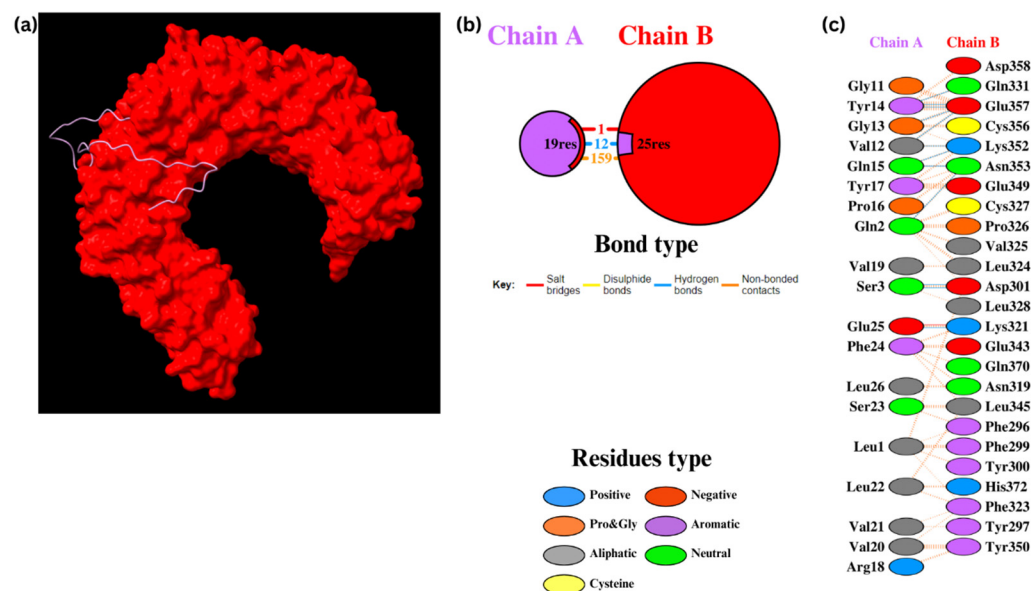 (a)
(b)
(c)
Chain A Chain B
1
19res 12 25res
159
Bond type
Key: Salt bridges Disulphide bonds Hydrogen bonds Non-bonded contacts
Residues type
Positive Negative
Pro&Gly Aromatic
Aliphatic Neutral
Cysteine
Chain A Chain B
Asp358
Gly11 Gln331
Tyr14 Glu357
Gly13 Cys356
Val12 Lys352
Gln15 Asn353
Tyr17 Glu349
Pro16 Cys327
Gln2 Pro326
Val325
Val19 Leu324
Ser3 Asp301
Leu328
Glu25 Lys321
Phe24 Glu343
Gln370
Leu26 Asn319
Ser23 Leu345
Phe296
Leu1 Phe299
Tyr300
Leu22 His372
Phe323
Val21 Tyr297
Val20 Tyr350
Arg18